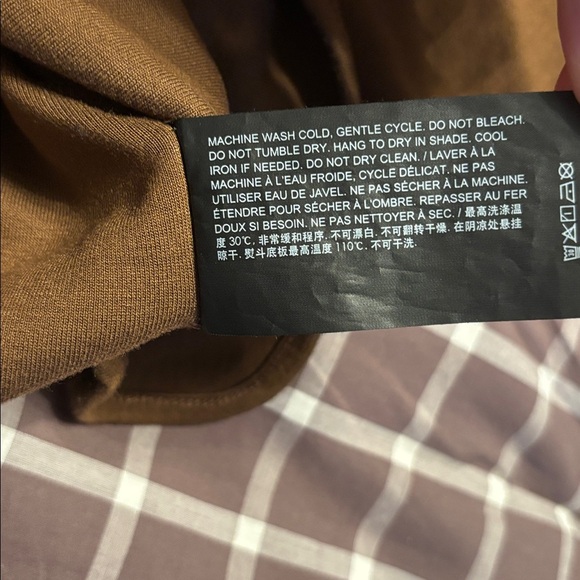 MACHINE WASH COLD, GENTLE CYCLE. DO NOT BLEACH.
DO NOT TUMBLE DRY. HANG TO DRY IN SHADE. COOL
IRON IF NEEDED. DO NOT DRY CLEAN. / LAVER À LA
MACHINE À L'EAU FROIDE, CYCLE DÉLICAT. NE PAS
UTILISER EAU DE JAVEL. NE PAS SÉCHER À LA MACHINE.
ÉTENDRE POUR SÉCHER À L'OMBRE. REPASSER AU FER
DOUX SI BESOIN. NE PAS NETTOYER À SEC. / 最高洗涤温
度 30℃. 非常缓和程序. 不可漂白. 不可翻转干燥. 在阴凉处悬挂
晾干. 熨斗底板最高温度 110℃. 不可干洗.